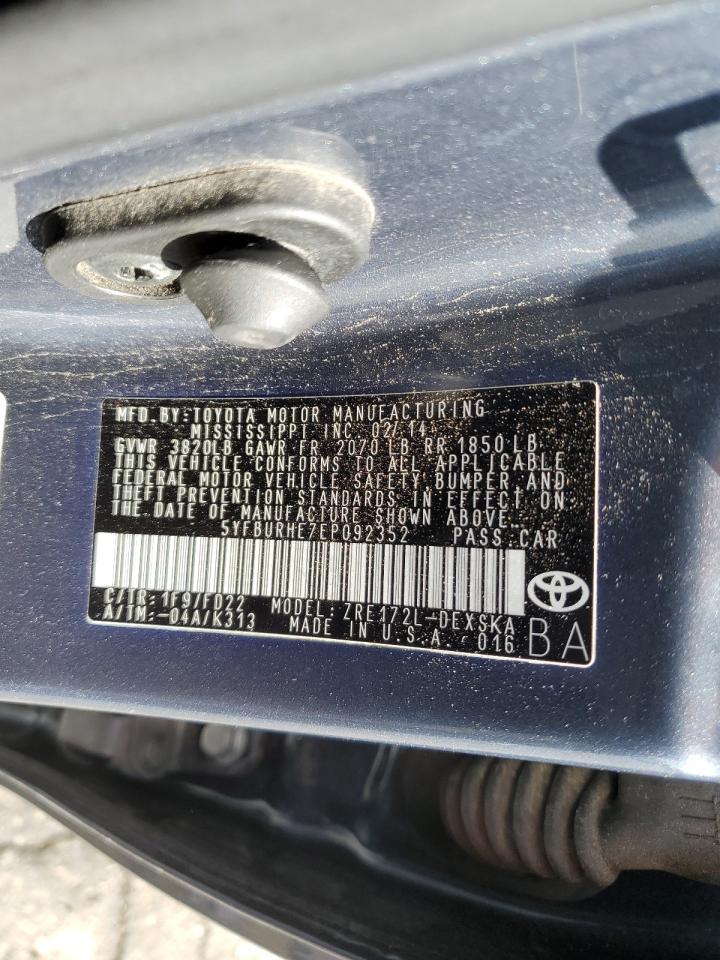 MFD. BY: TOYOTA MOTOR MANUFACTURING
MISSISSIPPI INC. 02/14
GVWR 3820LB GAWR FR 2070 LB RR 1850 LB
THIS VEHICLE CONFORMS TO ALL APPLICABLE
FEDERAL MOTOR VEHICLE SAFETY, BUMPER AND
THEFT PREVENTION STANDARDS IN EFFECT ON
THE DATE OF MANUFACTURE SHOWN ABOVE.
5YFBURHE7EP092352 PASS.CAR
C/TR: 1F9/FD22 MODEL: ZRE172L-DEXSKA
A/TM: -04A/K313 MADE IN U.S.A. 016
BA